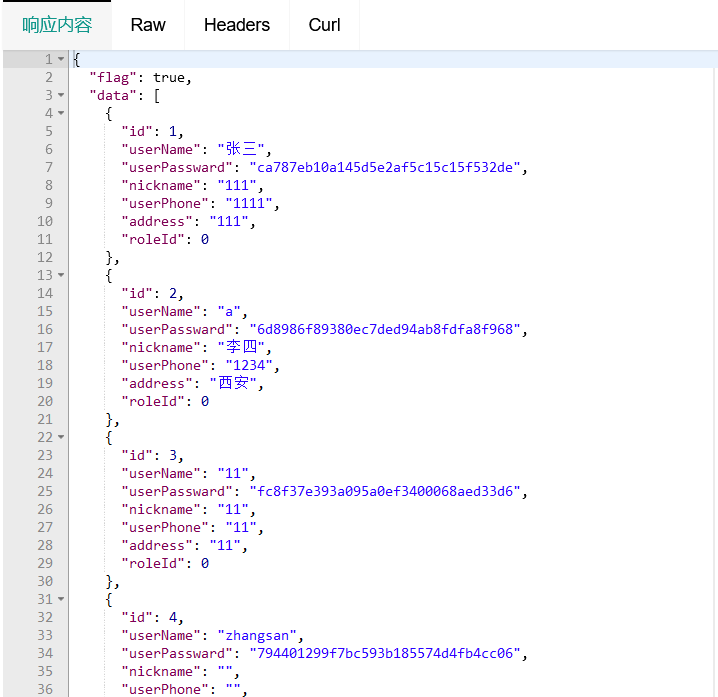 响应内容 Raw Headers Curl
1 {
2 "flag": true,
3 "data": [
4 {
5 "id": 1,
6 "userName": "张三",
7 "userPassward": "ca787eb10a145d5e2af5c15c15f532de",
8 "nickname": "111",
9 "userPhone": "1111",
10 "address": "111",
11 "roleId": 0
12 },
13 {
14 "id": 2,
15 "userName": "a",
16 "userPassward": "6d8986f89380ec7ded94ab8fdfa8f968",
17 "nickname": "李四",
18 "userPhone": "1234",
19 "address": "西安",
20 "roleId": 0
21 },
22 {
23 "id": 3,
24 "userName": "11",
25 "userPassward": "fc8f37e393a095a0ef3400068aed33d6",
26 "nickname": "11",
27 "userPhone": "11",
28 "address": "11",
29 "roleId": 0
30 },
31 {
32 "id": 4,
33 "userName": "zhangsan",
34 "userPassward": "794401299f7bc593b185574d4fb4cc06",
35 "nickname": "",
36 "userPhone": "",